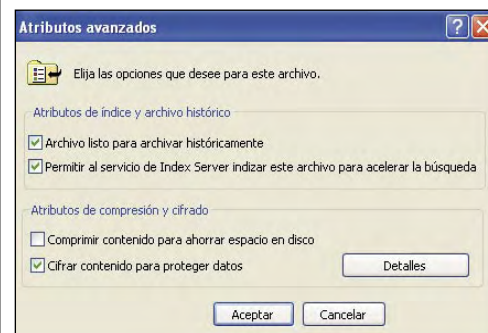 Atributos avanzados
Elija las opciones que desee para este archivo.
Atributos de índice y archivo histórico
Archivo listo para archivar históricamente
Permitir al servicio de Index Server indizar este archivo para acelerar la búsqueda
Atributos de compresión y cifrado
Comprimir contenido para ahorrar espacio en disco
Cifrar contenido para proteger datos
Detalles
Aceptar Cancelar